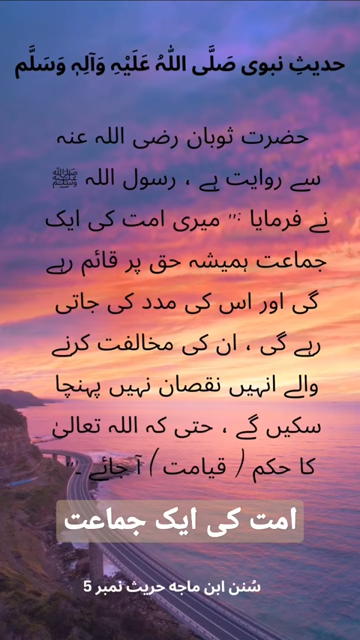 حدیثِ نبوی صَلَّی اللّٰہُ عَلَیْہِ وَآلِہٖ وَسَلَّم
حضرت ثوبان رضی اللہ عنہ
سے روایت ہے ، رسول اللہ ﷺ
نے فرمایا :" میری امت کی ایک
جماعت ہمیشہ حق پر قائم رہے
گی اور اس کی مدد کی جاتی
رہے گی ، ان کی مخالفت کرنے
والے انہیں نقصان نہیں پہنچا
سکیں گے ، حتی کہ اللہ تعالیٰ
کا حکم ( قیامت ) آ جائے ۔"
امت کی ایک جماعت
سُنن ابن ماجه حریث نمبر 5